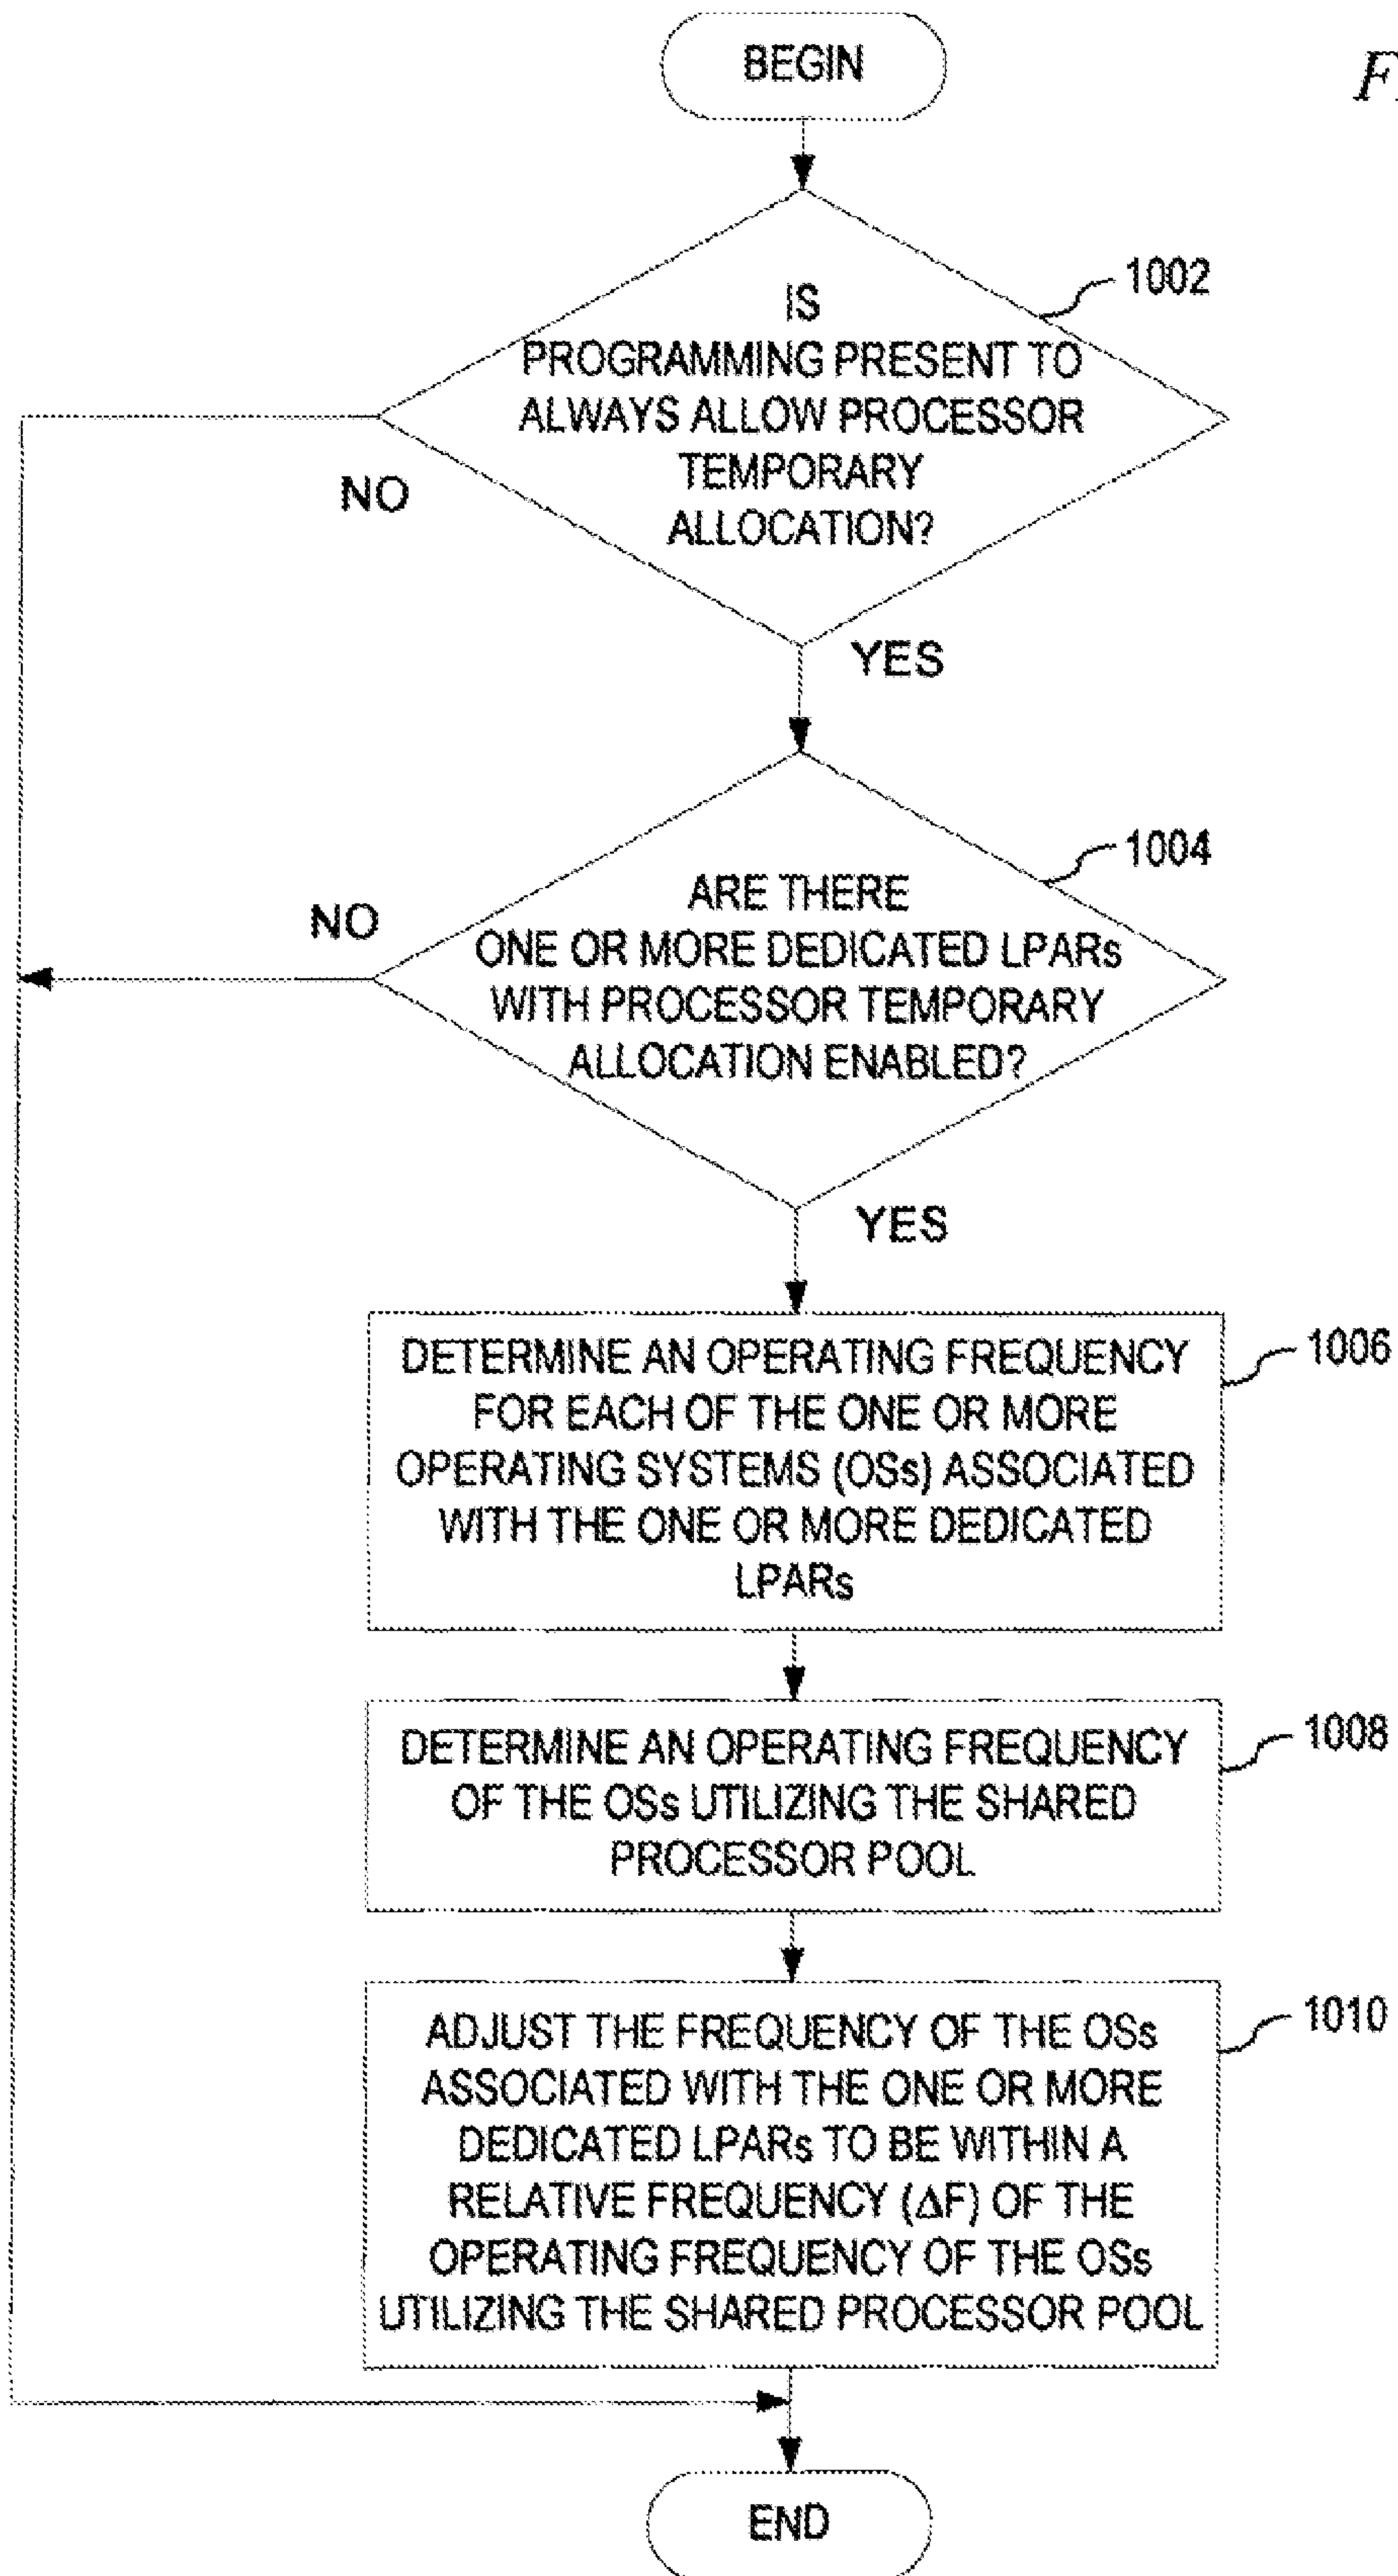 BEGIN
IS
PROGRAMMING PRESENT TO
ALWAYS ALLOW PROCESSOR
TEMPORARY
ALLOCATION?
1002
NO
YES
ARE THERE
ONE OR MORE DEDICATED LPARs
WITH PROCESSOR TEMPORARY
ALLOCATION ENABLED?
1004
NO
YES
DETERMINE AN OPERATING FREQUENCY
FOR EACH OF THE ONE OR MORE
OPERATING SYSTEMS (OSs) ASSOCIATED
WITH THE ONE OR MORE DEDICATED
LPARs
1006
DETERMINE AN OPERATING FREQUENCY
OF THE OSs UTILIZING THE SHARED
PROCESSOR POOL
1008
ADJUST THE FREQUENCY OF THE OSs
ASSOCIATED WITH THE ONE OR MORE
DEDICATED LPARs TO BE WITHIN A
RELATIVE FREQUENCY (ΔF) OF THE
OPERATING FREQUENCY OF THE OSs
UTILIZING THE SHARED PROCESSOR POOL
1010
END